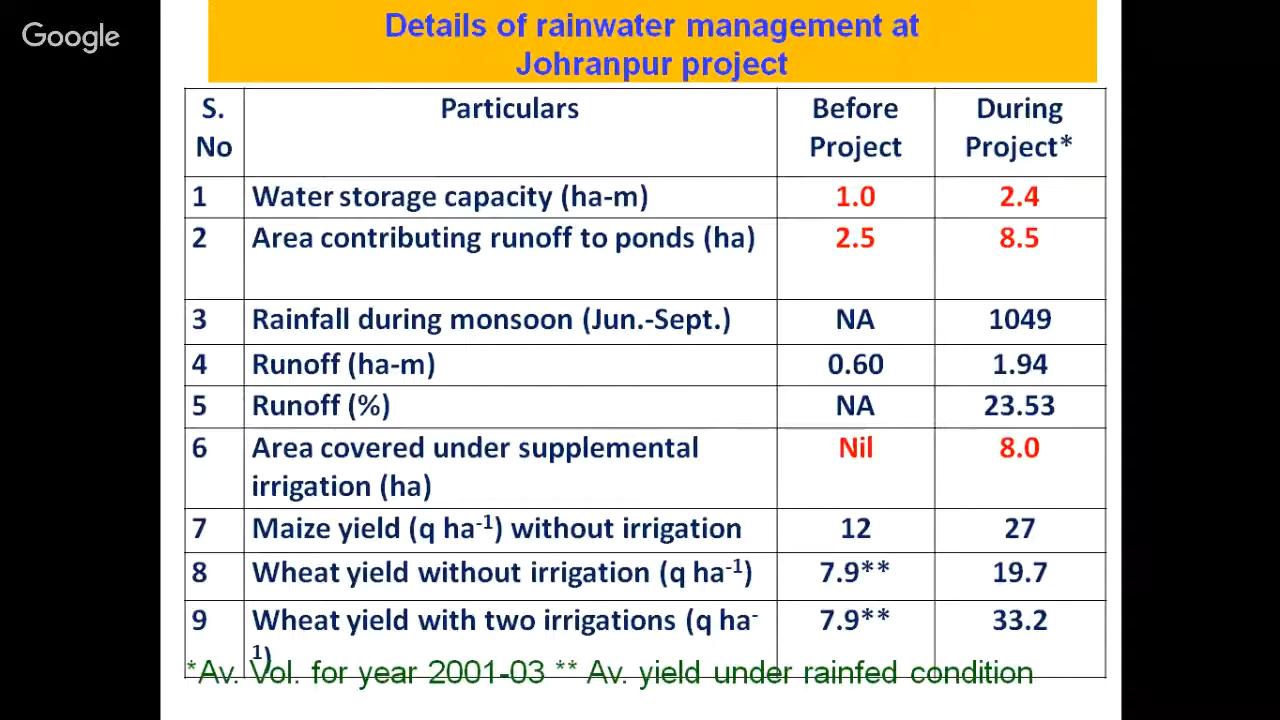 Google
Details of rainwater management at
Johranpur project
S. No Particulars Before Project During Project*
1 Water storage capacity (ha-m) 1.0 2.4
2 Area contributing runoff to ponds (ha) 2.5 8.5
3 Rainfall during monsoon (Jun.-Sept.) NA 1049
4 Runoff (ha-m) 0.60 1.94
5 Runoff (%) NA 23.53
6 Area covered under supplemental Nil 8.0
irrigation (ha)
7 Maize yield (q ha-1) without irrigation 12 27
8 Wheat yield without irrigation (q ha-1) 7.9** 19.7
9 Wheat yield with two irrigations (q ha- 7.9** 33.2
1)
*Av. Vol. for year 2001-03 ** Av. yield under rainfed condition